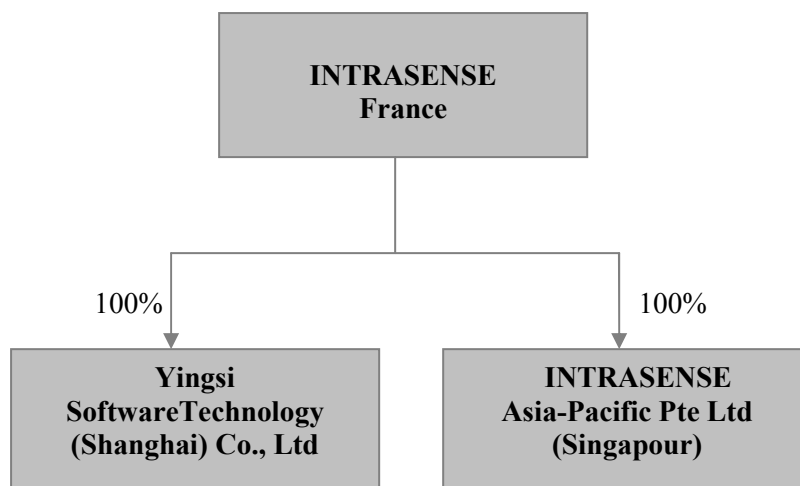 INTRASENSE
France
100%
100%
Yingsi
SoftwareTechnology
(Shanghai) Co., Ltd
INTRASENSE
Asia-Pacific Pte Ltd
(Singapour)